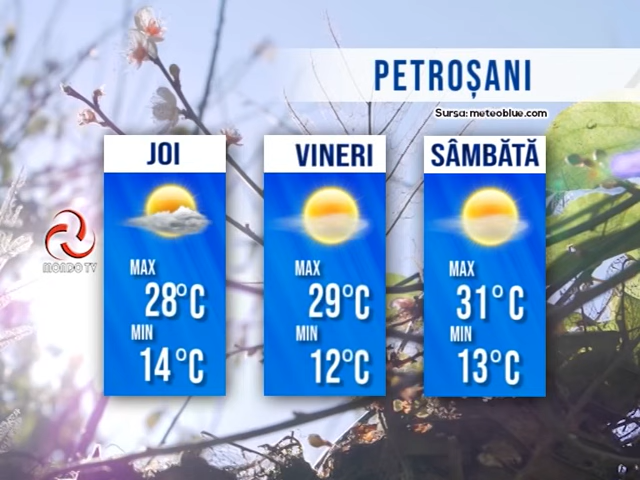 PETROȘANI
Sursa: meteoblue.com
JOI
MAX
28°C
MIN
14°C
VINERI
MAX
29°C
MIN
12°C
SÂMBĂTĂ
MAX
31°C
MIN
13°C
MONDO TV